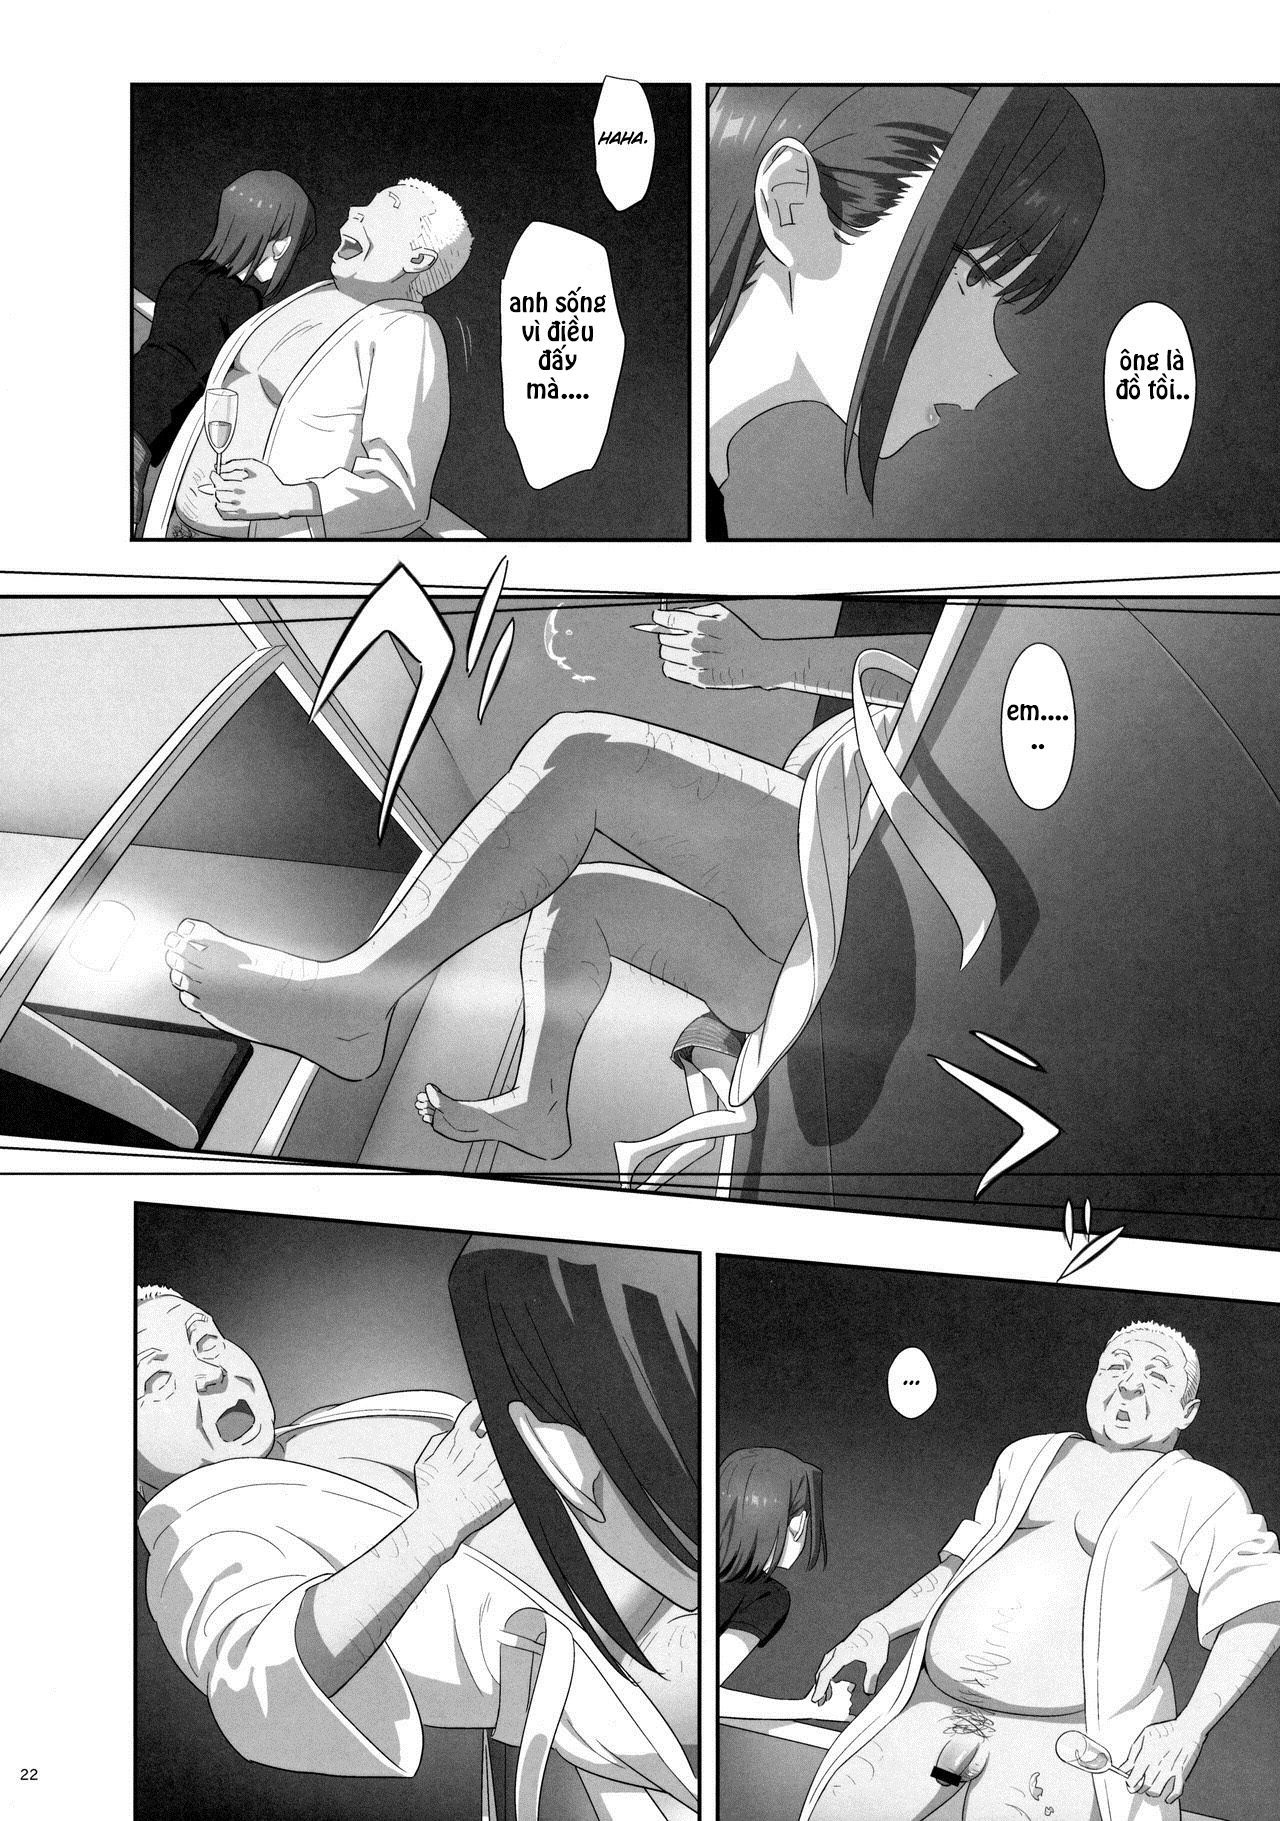 ông là
đồ tồi..
HAHA.
anh sống
vì điều
đấy
mà....
em....
..
...
22